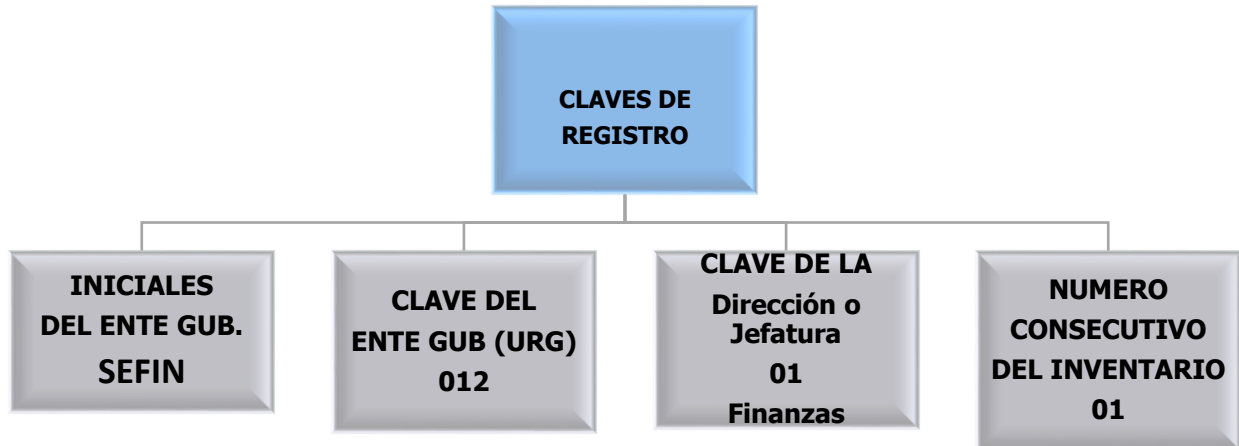 CLAVES DE
REGISTRO
INICIALES
DEL ENTE GUB.
SEFIN
CLAVE DEL
ENTE GUB (URG)
012
CLAVE DE LA
Dirección o
Jefatura
01
Finanzas
NUMERO
CONSECUTIVO
DEL INVENTARIO
01